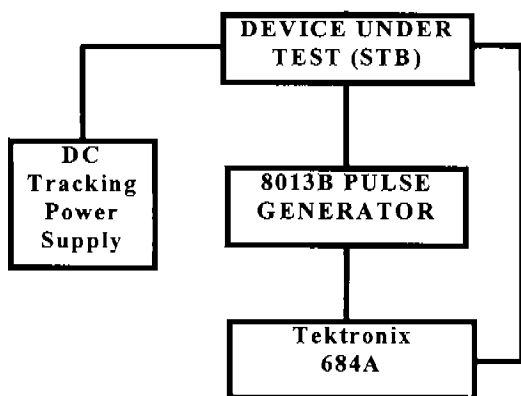 DEVICE UNDER
TEST (STB)
DC
Tracking
Power
Supply
8013B PULSE
GENERATOR
Tektronix
684A